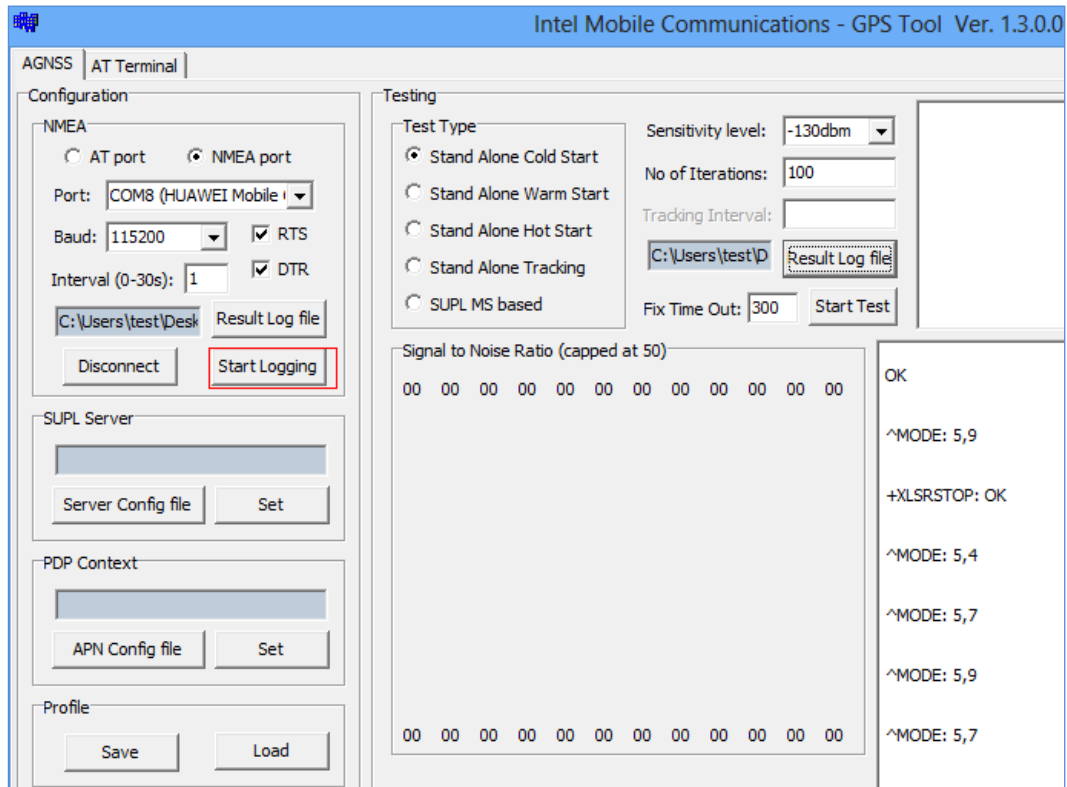 Intel Mobile Communications - GPS Tool Ver. 1.3.0.0
AGNSS
AT Terminal
Configuration
NMEA
AT port
NMEA port
Port: COM8 (HUAWEI Mobile
Baud: 115200
RTS
Interval (0-30s): 1
DTR
C:\Users\test\Desk
Result Log file
Disconnect
Start Logging
SUPL Server
Server Config file
Set
PDP Context
APN Config file
Set
Profile
Save
Load
Testing
Test Type
Stand Alone Cold Start
Stand Alone Warm Start
Stand Alone Hot Start
Stand Alone Tracking
SUPL MS based
Sensitivity level: -130dbm
No of Iterations: 100
Tracking Interval:
C:\Users\test\D
Result Log file
Fix Time Out: 300
Start Test
Signal to Noise Ratio (capped at 50)
00 00 00 00 00 00 00 00 00 00 00 00
00 00 00 00 00 00 00 00 00 00 00 00
OK
^MODE: 5,9
+XLSRSTOP: OK
^MODE: 5,4
^MODE: 5,7
^MODE: 5,9
^MODE: 5,7